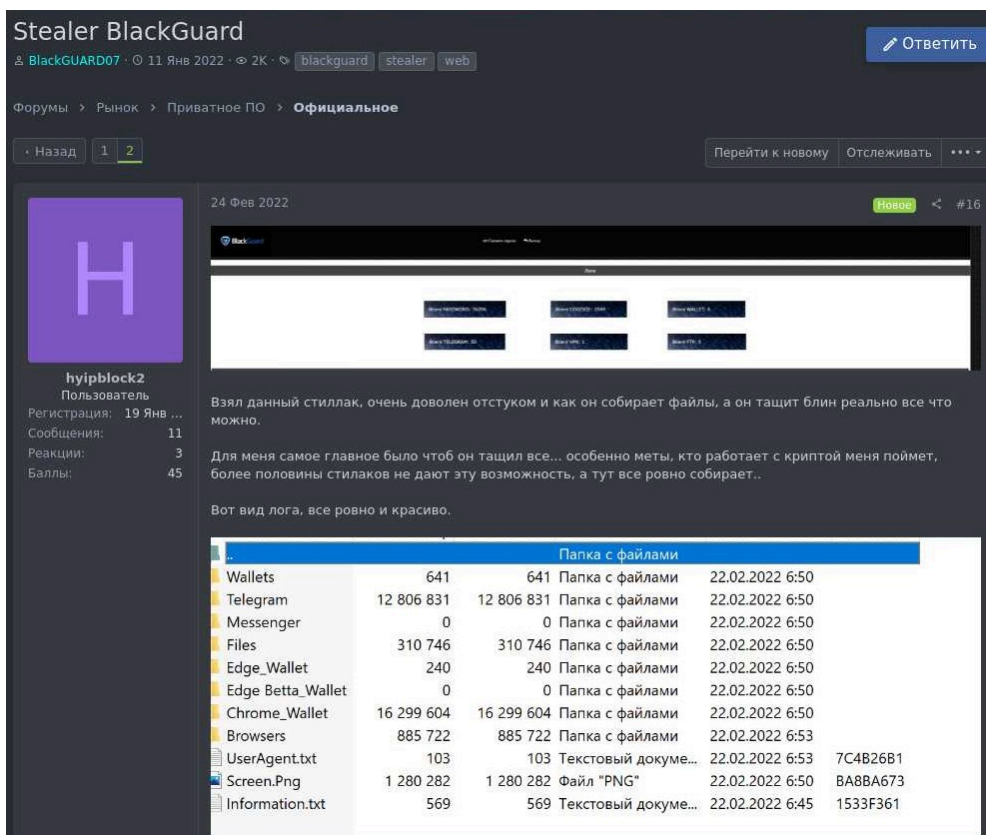 Stealer BlackGuard
BlackGUARD07 · 11 Янв 2022 · 2K · blackguard stealer web
Ответить
Форумы > Рынок > Приватное ПО > Официальное
Назад 1 2
Перейти к новому Отслеживать •••
24 Фев 2022
Новое #16
H
BlackGuard
hyipblock2
Пользователь
Регистрация: 19 Янв ...
Сообщения: 11
Реакции: 3
Баллы: 45
Взял данный стиллак, очень доволен отстуком и как он собирает файлы, а он тащит блин реально все что
можно.
Для меня самое главное было чтоб он тащил все... особенно меты, кто работает с криптой меня поймет,
более половины стилаков не дают эту возможность, а тут все ровно собирает..
Вот вид лога, все ровно и красиво.
.. Папка с файлами
Wallets 641 641 Папка с файлами 22.02.2022 6:50
Telegram 12 806 831 12 806 831 Папка с файлами 22.02.2022 6:50
Messenger 0 0 Папка с файлами 22.02.2022 6:50
Files 310 746 310 746 Папка с файлами 22.02.2022 6:50
Edge_Wallet 240 240 Папка с файлами 22.02.2022 6:50
Edge Betta_Wallet 0 0 Папка с файлами 22.02.2022 6:50
Chrome_Wallet 16 299 604 16 299 604 Папка с файлами 22.02.2022 6:50
Browsers 885 722 885 722 Папка с файлами 22.02.2022 6:53
UserAgent.txt 103 103 Текстовый докуме... 22.02.2022 6:53 7C4B26B1
Screen.Png 1 280 282 1 280 282 Файл "PNG" 22.02.2022 6:50 BA8BA673
Information.txt 569 569 Текстовый докуме... 22.02.2022 6:45 1533F361